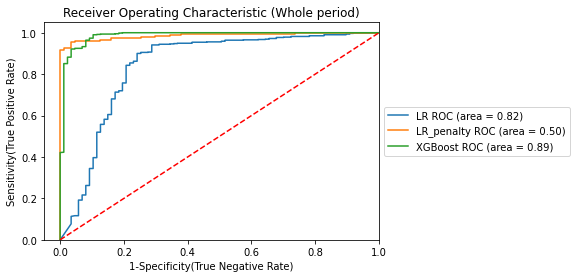 Receiver Operating Characteristic (Whole period)
Sensitivity(True Positive Rate)
1.0
0.8
0.6
0.4
0.2
0.0
0.0 0.2 0.4 0.6 0.8 1.0
1-Specificity(True Negative Rate)
LR ROC (area = 0.82)
LR_penalty ROC (area = 0.50)
XGBoost ROC (area = 0.89)